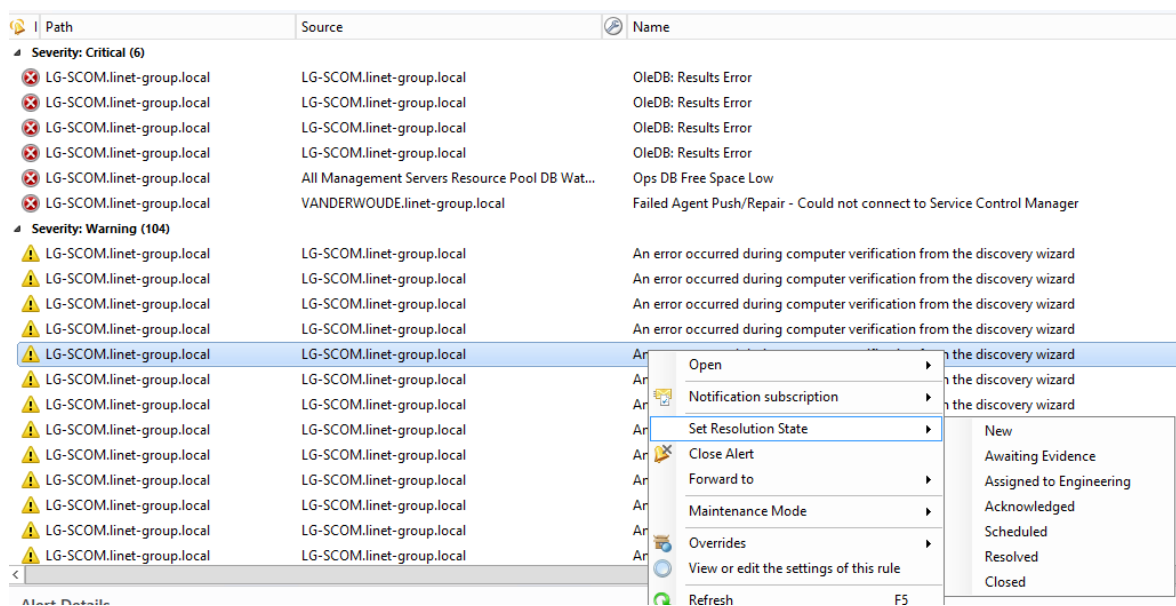 Path Source Name
Severity: Critical (6)
LG-SCOM.linet-group.local LG-SCOM.linet-group.local OleDB: Results Error
LG-SCOM.linet-group.local LG-SCOM.linet-group.local OleDB: Results Error
LG-SCOM.linet-group.local LG-SCOM.linet-group.local OleDB: Results Error
LG-SCOM.linet-group.local LG-SCOM.linet-group.local OleDB: Results Error
LG-SCOM.linet-group.local All Management Servers Resource Pool DB Wat... Ops DB Free Space Low
LG-SCOM.linet-group.local VANDERWOUDE.linet-group.local Failed Agent Push/Repair - Could not connect to Service Control Manager
Severity: Warning (104)
LG-SCOM.linet-group.local LG-SCOM.linet-group.local An error occurred during computer verification from the discovery wizard
LG-SCOM.linet-group.local LG-SCOM.linet-group.local An error occurred during computer verification from the discovery wizard
LG-SCOM.linet-group.local LG-SCOM.linet-group.local An error occurred during computer verification from the discovery wizard
LG-SCOM.linet-group.local LG-SCOM.linet-group.local An error occurred during computer verification from the discovery wizard
LG-SCOM.linet-group.local LG-SCOM.linet-group.local the discovery wizard
LG-SCOM.linet-group.local LG-SCOM.linet-group.local the discovery wizard
LG-SCOM.linet-group.local LG-SCOM.linet-group.local the discovery wizard
LG-SCOM.linet-group.local LG-SCOM.linet-group.local
LG-SCOM.linet-group.local LG-SCOM.linet-group.local
LG-SCOM.linet-group.local LG-SCOM.linet-group.local
LG-SCOM.linet-group.local LG-SCOM.linet-group.local
LG-SCOM.linet-group.local LG-SCOM.linet-group.local
LG-SCOM.linet-group.local LG-SCOM.linet-group.local
Open
Notification subscription
Set Resolution State
Close Alert
Forward to
Maintenance Mode
Overrides
View or edit the settings of this rule
Refresh F5
New
Awaiting Evidence
Assigned to Engineering
Acknowledged
Scheduled
Resolved
Closed
Alert Details